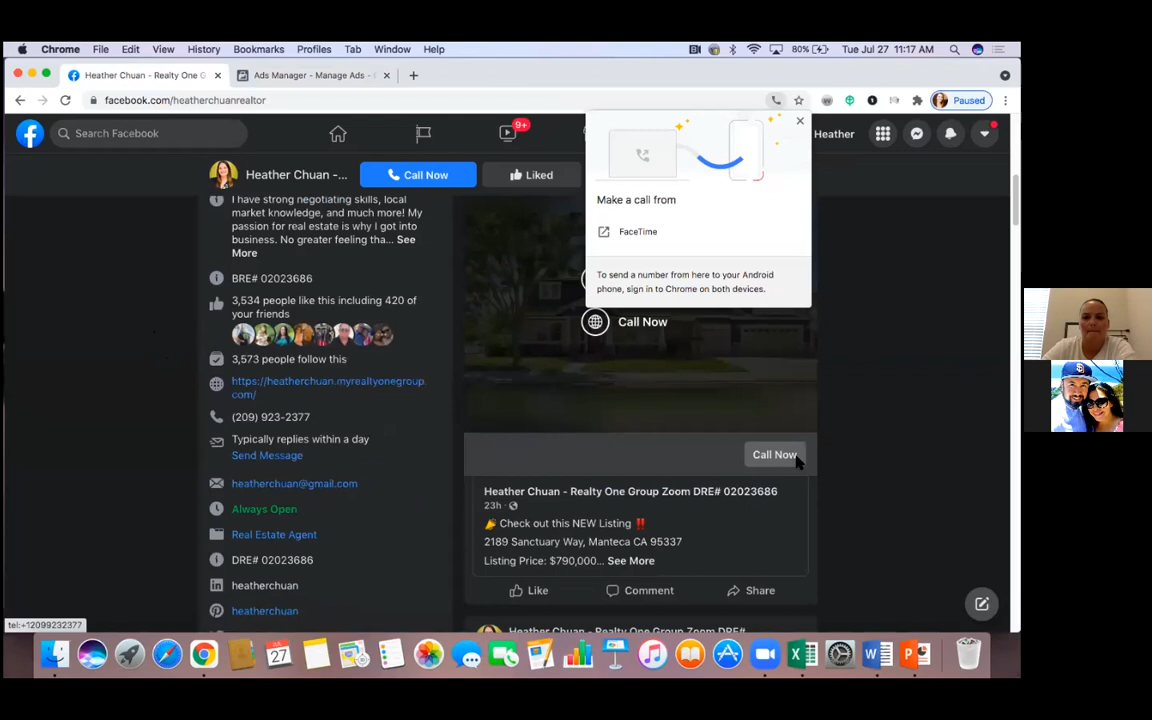 Chrome File Edit View History Bookmarks Profiles Tab Window Help
80% Tue Jul 27 11:17 AM
Heather Chuan - Realty One G
Ads Manager - Manage Ads -
facebook.com/heatherchuanrealtor
Paused
Search Facebook
9+
Heather
Heather Chuan -...
Call Now
Liked
Make a call from
FaceTime
To send a number from here to your Android
phone, sign in to Chrome on both devices.
I have strong negotiating skills, local
market knowledge, and much more! My
passion for real estate is why I got into
business. No greater feeling tha... See
More
BRE# 02023686
3,534 people like this including 420 of
your friends
3,573 people follow this
https://heatherchuan.myrealtyonegroup.
com/
(209) 923-2377
Typically replies within a day
Send Message
heatherchuan@gmail.com
Always Open
Real Estate Agent
DRE# 02023686
heatherchuan
heatherchuan
Call Now
Call Now
Heather Chuan - Realty One Group Zoom DRE# 02023686
23h ·
Check out this NEW Listing ‼
2189 Sanctuary Way, Manteca CA 95337
Listing Price: $790,000... See More
Like Comment Share
Heather Chuan - Realty One Group Zoom DRE#
tel:+12099232377
JUL
27